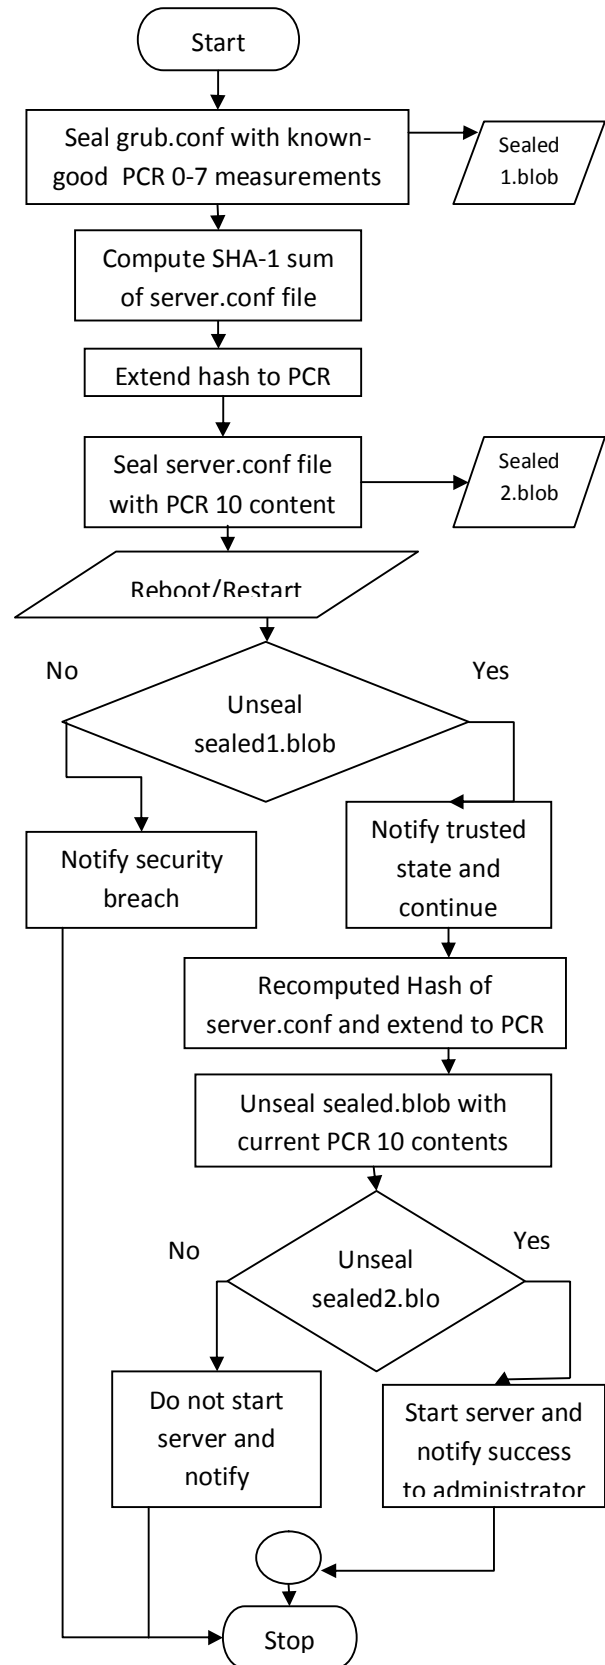 Start
Seal grub.conf with known-
good PCR 0-7 measurements
Sealed
1.blob
Compute SHA-1 sum
of server.conf file
Extend hash to PCR
Seal server.conf file
with PCR 10 content
Sealed
2.blob
Reboot/Restart
No
Yes
Unseal
sealed1.blob
Notify security
breach
Notify trusted
state and
continue
Recomputed Hash of
server.conf and extend to PCR
Unseal sealed.blob with
current PCR 10 contents
No
Yes
Unseal
sealed2.blo
Do not start
server and
notify
Start server and
notify success
to administrator
Stop